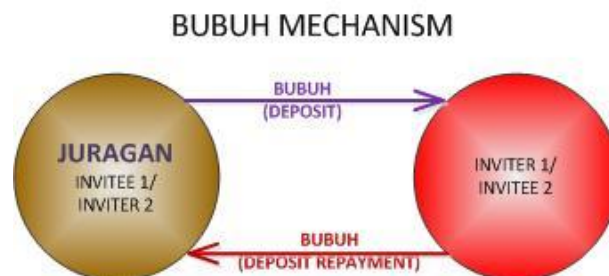 BUBUH MECHANISM
BUBUH
(DEPOSIT)
JURAGAN
INVITEE 1/
INVITER 2
INVITER 1/
INVITEE 2
BUBUH
(DEPOSIT REPAYMENT)